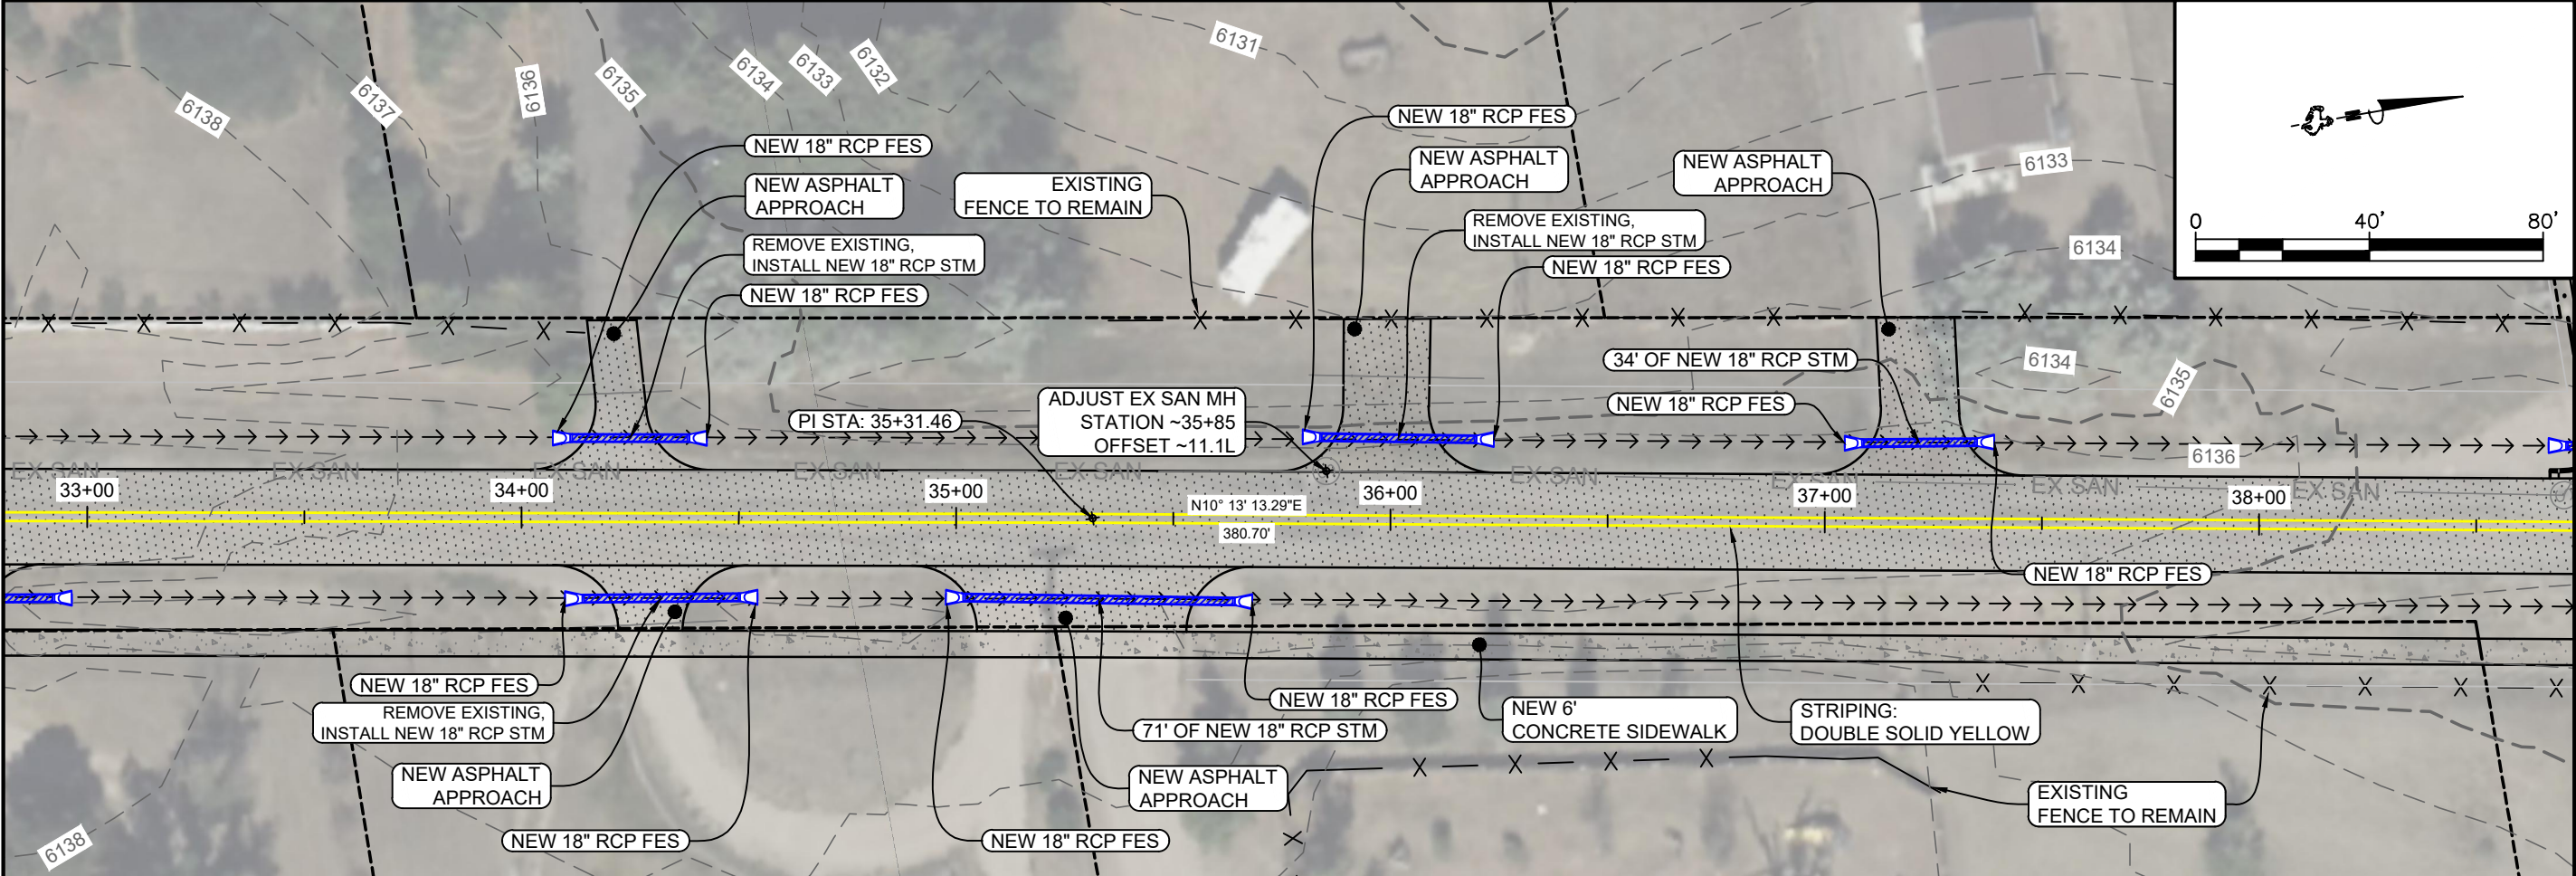 6138
6137
6136
6135
6134
6133
6132
6131
NEW 18" RCP FES
NEW ASPHALT
APPROACH
REMOVE EXISTING,
INSTALL NEW 18" RCP STM
NEW 18" RCP FES
EXISTING
FENCE TO REMAIN
NEW 18" RCP FES
NEW ASPHALT
APPROACH
REMOVE EXISTING,
INSTALL NEW 18" RCP STM
NEW 18" RCP FES
NEW ASPHALT
APPROACH
6133
6134
0 40' 80'
34' OF NEW 18" RCP STM
NEW 18" RCP FES
6134
6135
6136
PI STA: 35+31.46
ADJUST EX SAN MH
STATION ~35+85
OFFSET ~11.1L
EX SAN
EX SAN
EX SAN
EX SAN
EX SAN
EX SAN
EX SAN
EX SAN
EX SAN
33+00
34+00
35+00
36+00
37+00
38+00
N10° 13' 13.29"E
380.70'
NEW 18" RCP FES
NEW 18" RCP FES
REMOVE EXISTING,
INSTALL NEW 18" RCP STM
NEW ASPHALT
APPROACH
NEW 18" RCP FES
NEW 18" RCP FES
71' OF NEW 18" RCP STM
NEW ASPHALT
APPROACH
NEW 18" RCP FES
NEW 6'
CONCRETE SIDEWALK
STRIPING:
DOUBLE SOLID YELLOW
EXISTING
FENCE TO REMAIN
6138